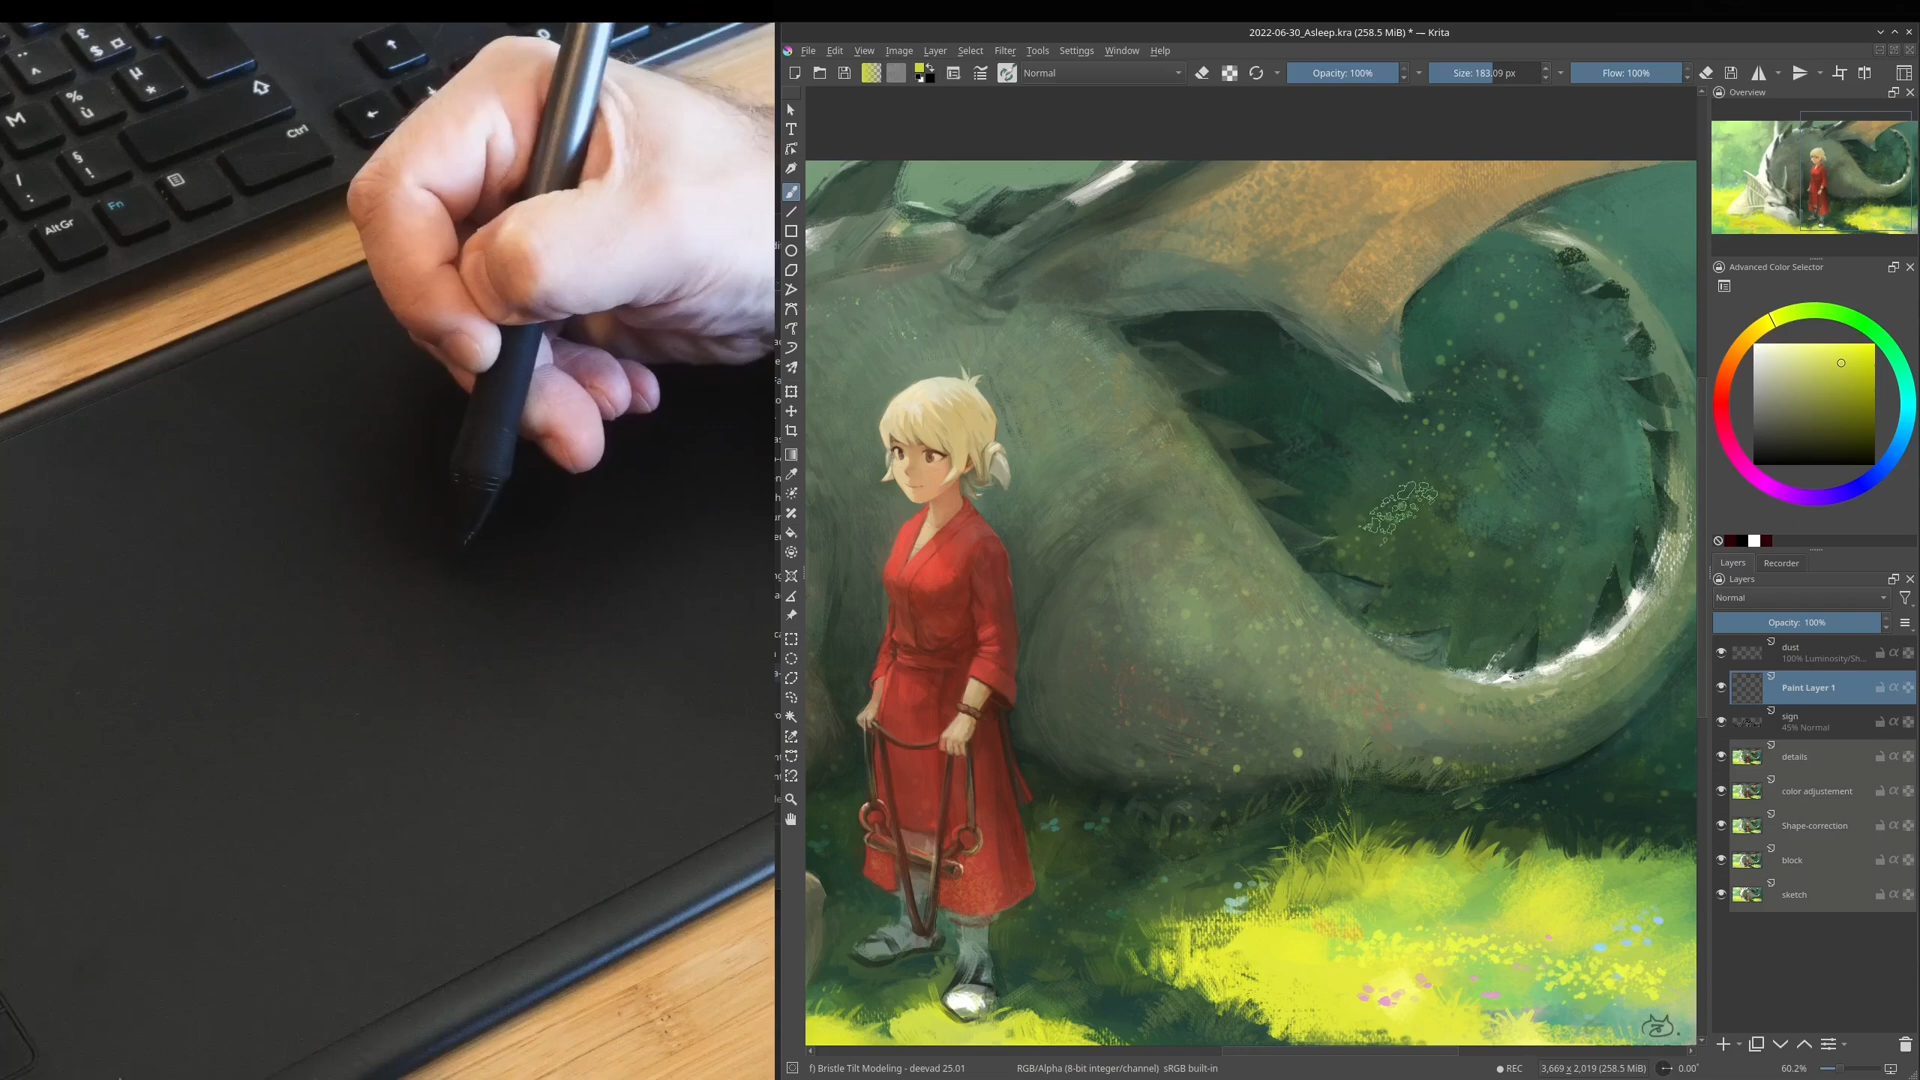 2022-06-30_Asleep.kra (258.5 MiB) * — Krita
File Edit View Image Layer Select Filter Tools Settings Window Help
Normal
Opacity: 100%
Size: 183.09 px
Flow: 100%
Overview
Advanced Color Selector
Layers Recorder
Layers
Normal
Opacity: 100%
dust
100% Luminosity/Sh...
Paint Layer 1
sign
45% Normal
details
color adjustement
Shape-correction
block
sketch
f) Bristle Tilt Modeling - deevad 25.01
RGB/Alpha (8-bit integer/channel) sRGB built-in
REC
3,669 x 2,019 (258.5 MiB)
0.00°
60.2%
£
$ ¤
¨
^
µ
*
%
ù
M
§
!
/
:
Ctrl
Fn
AltGr